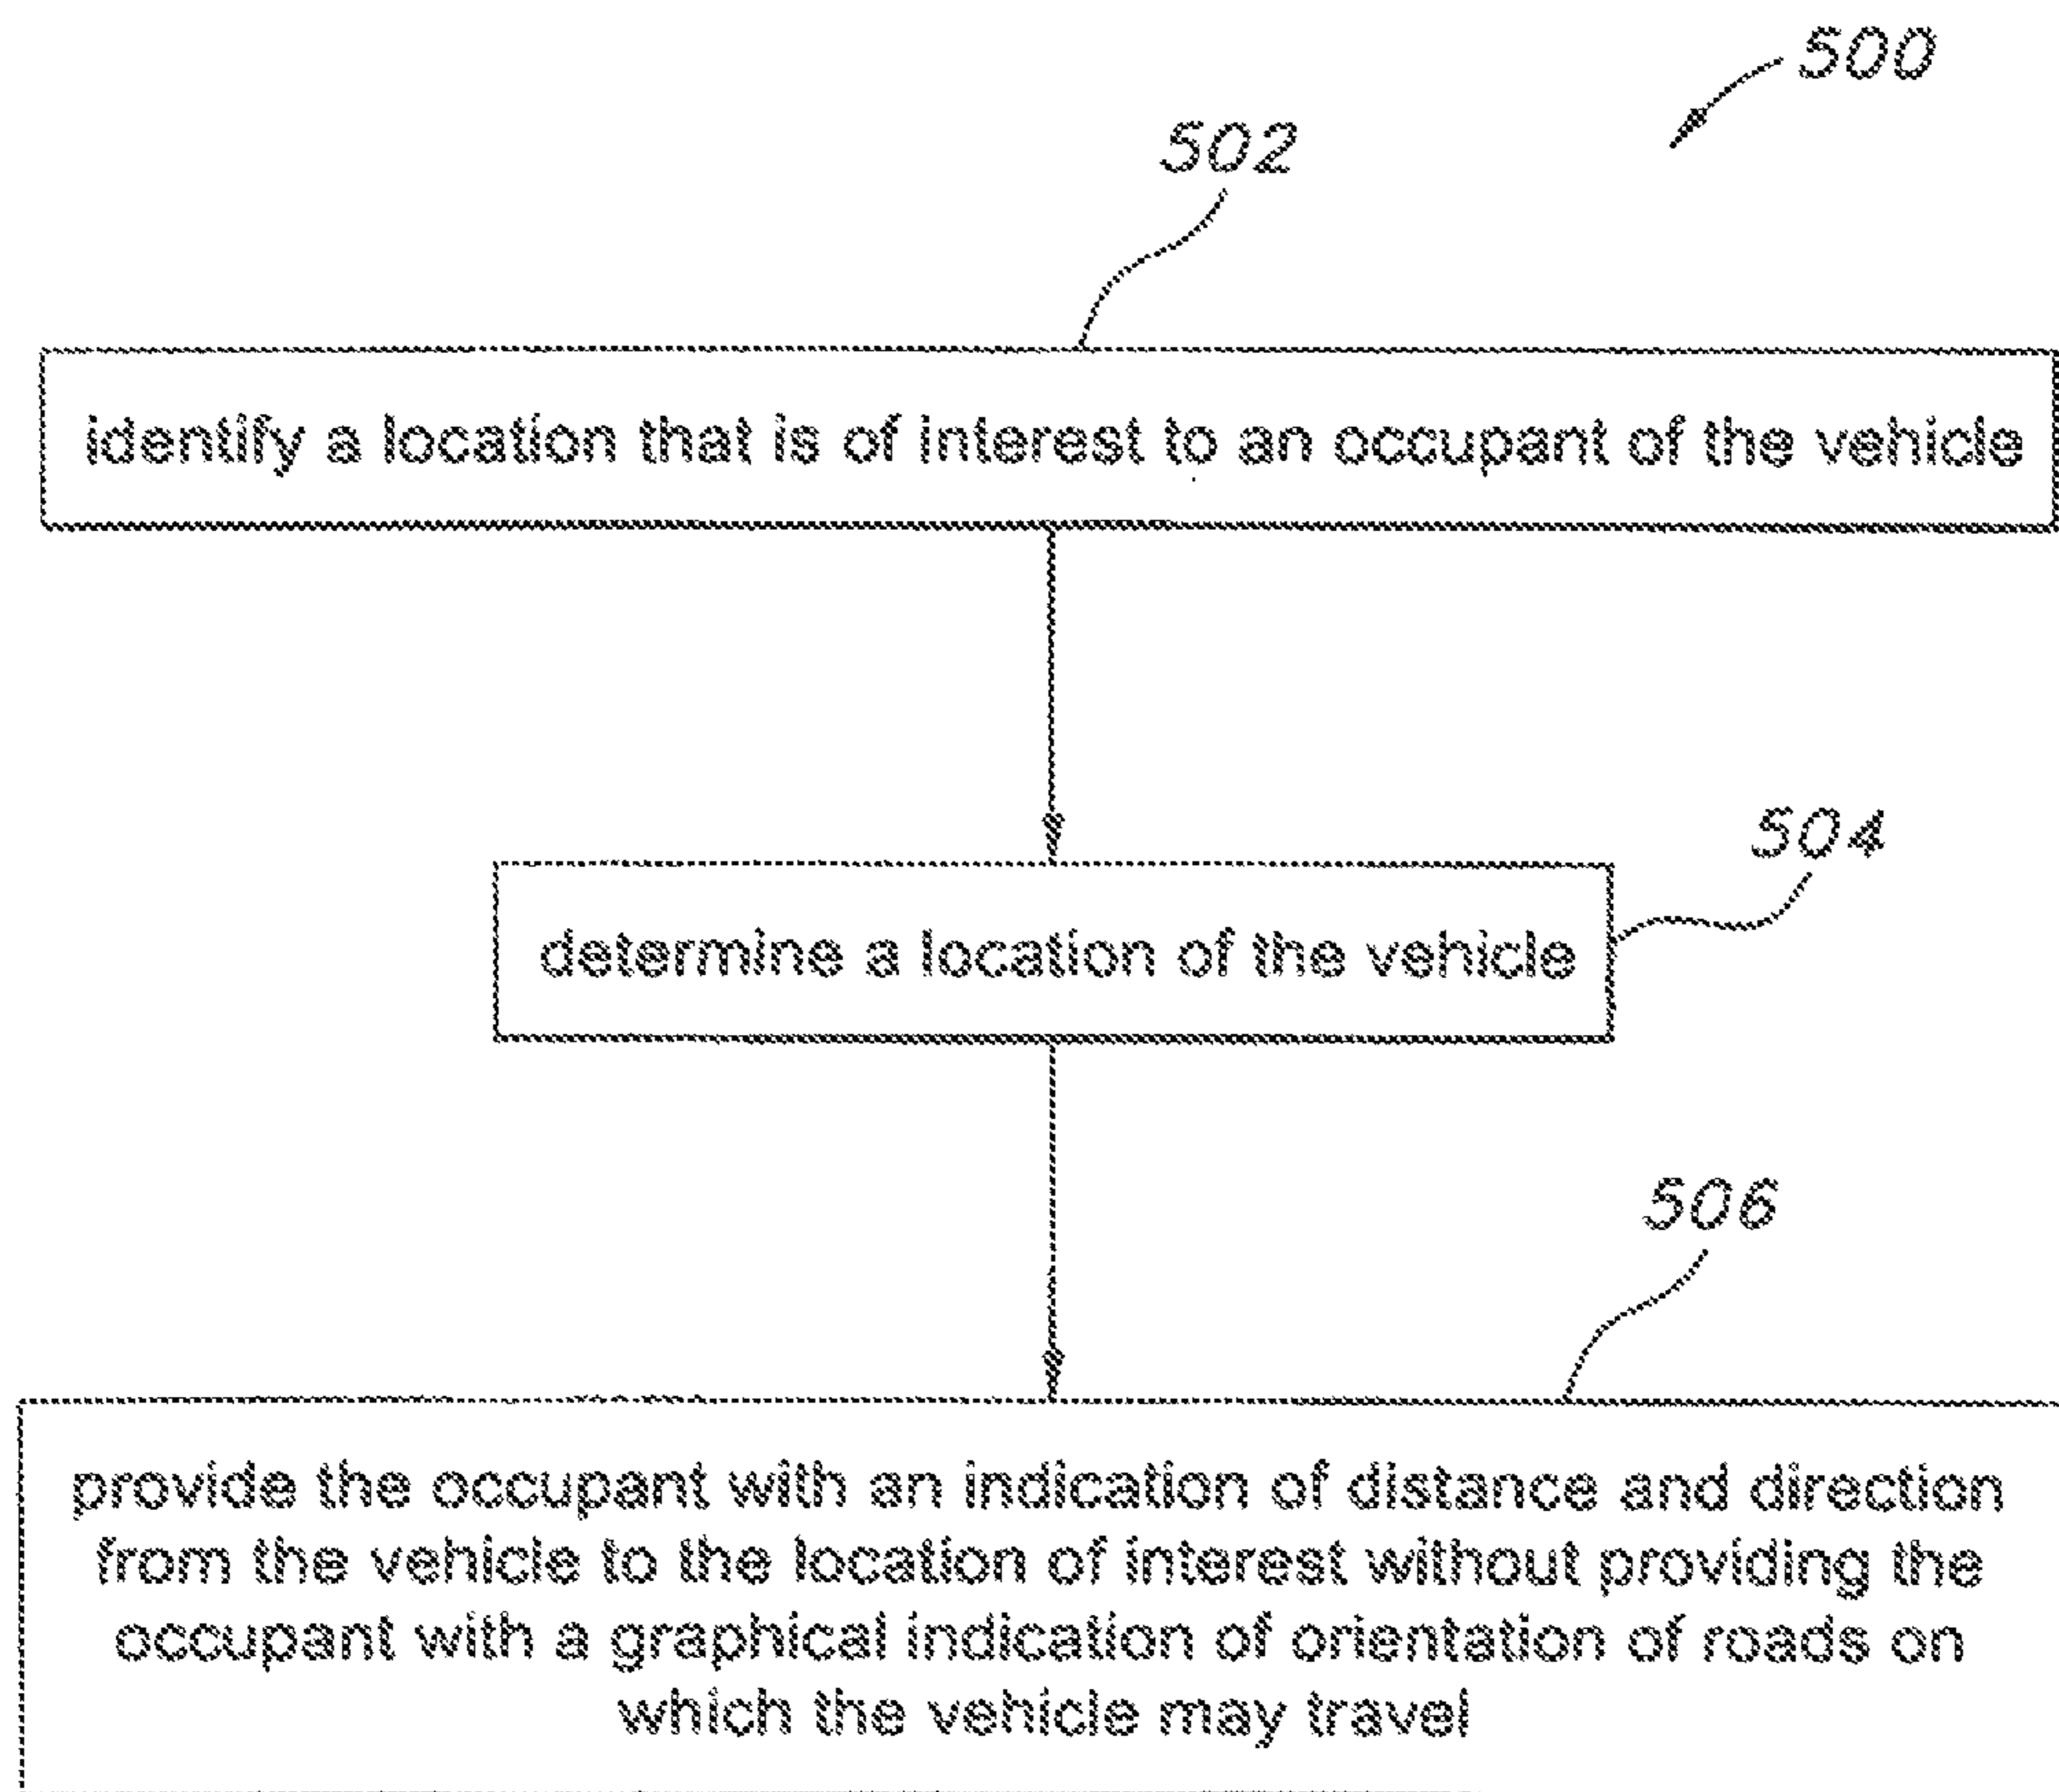 500
502
identify a location that is of interest to an occupant of the vehicle
504
determine a location of the vehicle
506
provide the occupant with an indication of distance and direction
from the vehicle to the location of interest without providing the
occupant with a graphical indication of orientation of roads on
which the vehicle may travel